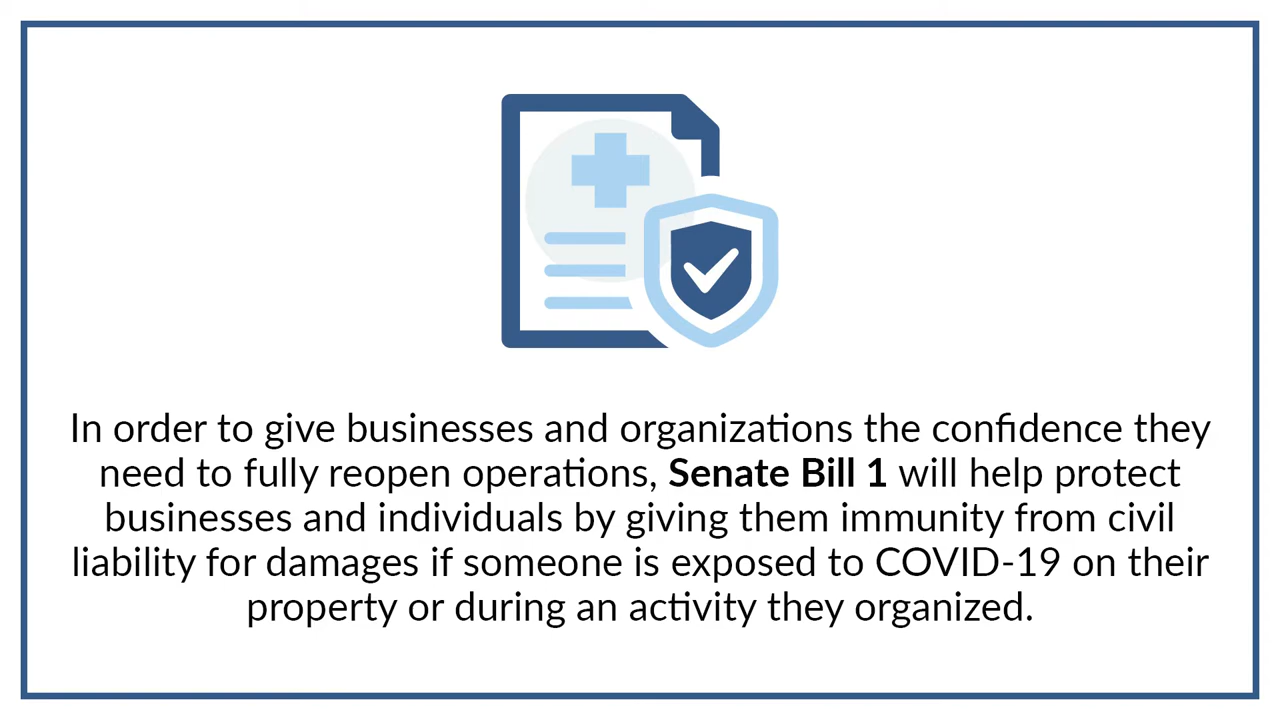 In order to give businesses and organizations the confidence they
need to fully reopen operations, Senate Bill 1 will help protect
businesses and individuals by giving them immunity from civil
liability for damages if someone is exposed to COVID-19 on their
property or during an activity they organized.